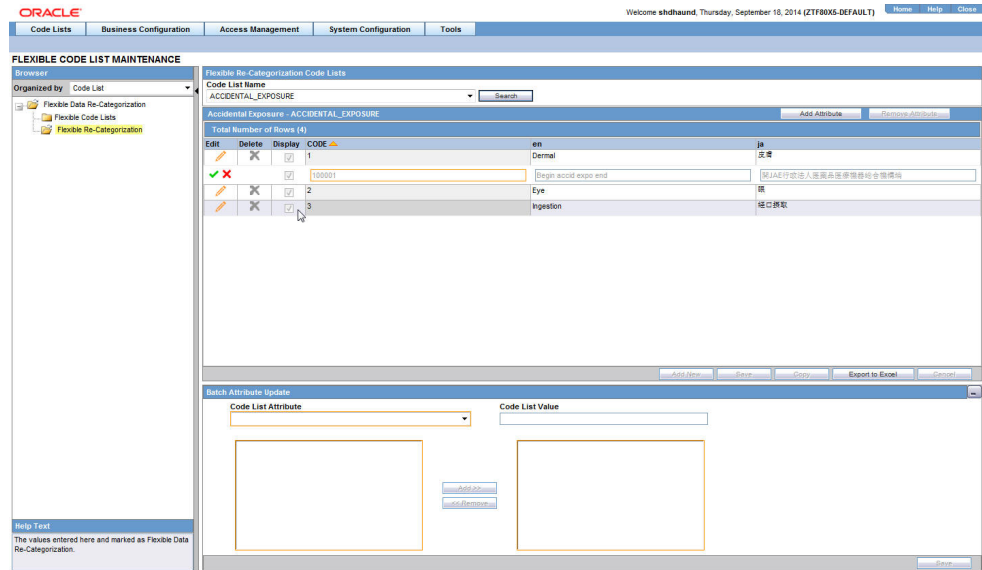 ORACLE
Welcome shdhaund, Thursday, September 18, 2014 (ZTF80X5-DEFAULT) Home Help Close
Code Lists Business Configuration Access Management System Configuration Tools
FLEXIBLE CODE LIST MAINTENANCE
Browser
Organized by Code List
Flexible Data Re-Categorization
Flexible Code Lists
Flexible Re-Categorization
Flexible Re-Categorization Code Lists
Code List Name
ACCIDENTAL_EXPOSURE Search
Accidental Exposure - ACCIDENTAL_EXPOSURE Add Attribute Remove Attribute
Total Number of Rows (4)
Edit Delete Display CODE en ja
1 Dermal 皮膚
100001 Begin accid expo end
2 Eye 眼
3 Ingestion 経口摂取
Add New Save Copy Export to Excel Cancel
Batch Attribute Update
Code List Attribute Code List Value
Add >>
<< Remove
Save
Help Text
The values entered here and marked as Flexible Data
Re-Categorization.